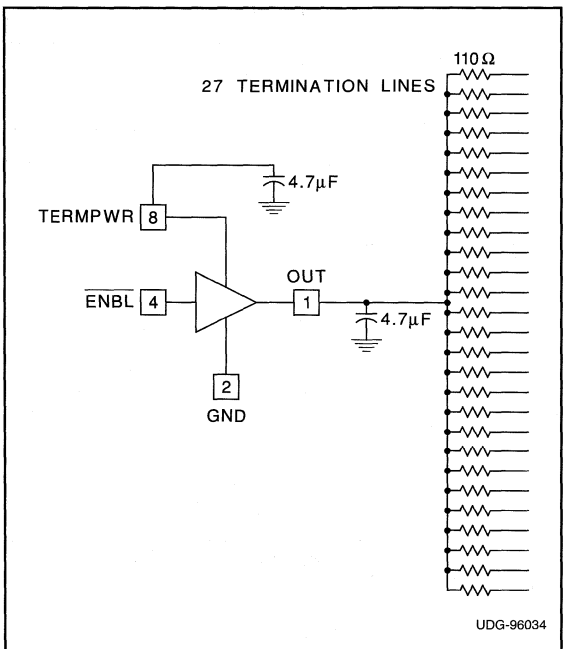 110Ω
27 TERMINATION LINES
4.7µF
TERMPWR 8
OUT
ENBL 4
1
4.7µF
2
GND
UDG-96034